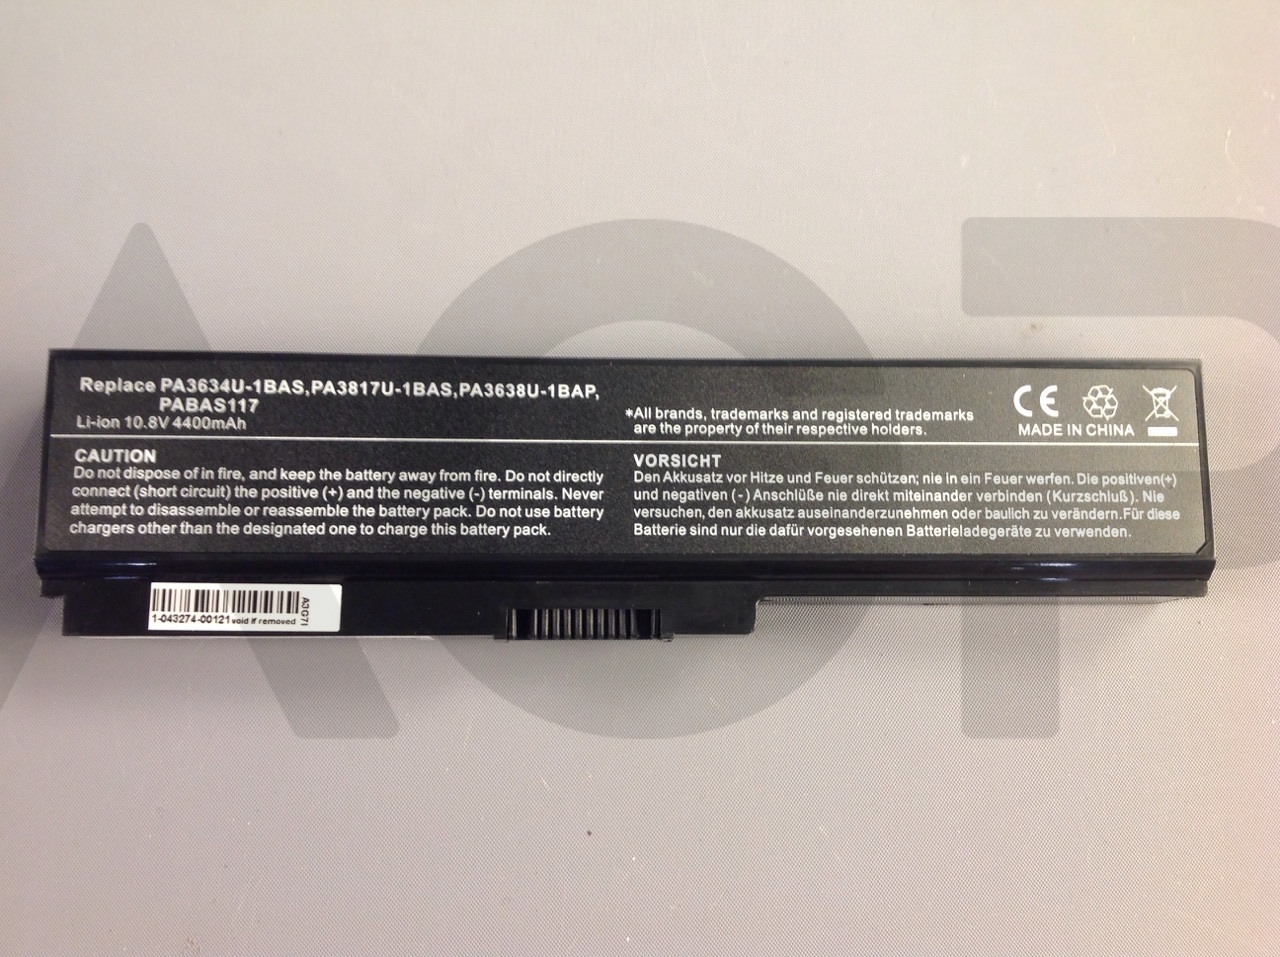 Replace PA3634U-1BAS,PA3817U-1BAS,PA3638U-1BAP,
PABAS117
Li-ion 10.8V 4400mAh
*All brands, trademarks and registered trademarks
are the property of their respective holders.
CE
MADE IN CHINA
CAUTION
Do not dispose of in fire, and keep the battery away from fire. Do not directly
connect (short circuit) the positive (+) and the negative (-) terminals. Never
attempt to disassemble or reassemble the battery pack. Do not use battery
chargers other than the designated one to charge this battery pack.
VORSICHT
Den Akkusatz vor Hitze und Feuer schützen; nie in ein Feuer werfen. Die positiven(+)
und negativen (-) Anschlüße nie direkt miteinander verbinden (Kurzschluß). Nie
versuchen, den akkusatz auseinanderzunehmen oder baulich zu verändern.Für diese
Batterie sind nur die dafür vorgesehenen Batterieladegeräte zu verwenden.
1-043274-00121 void if removed
A3G7I
AOP